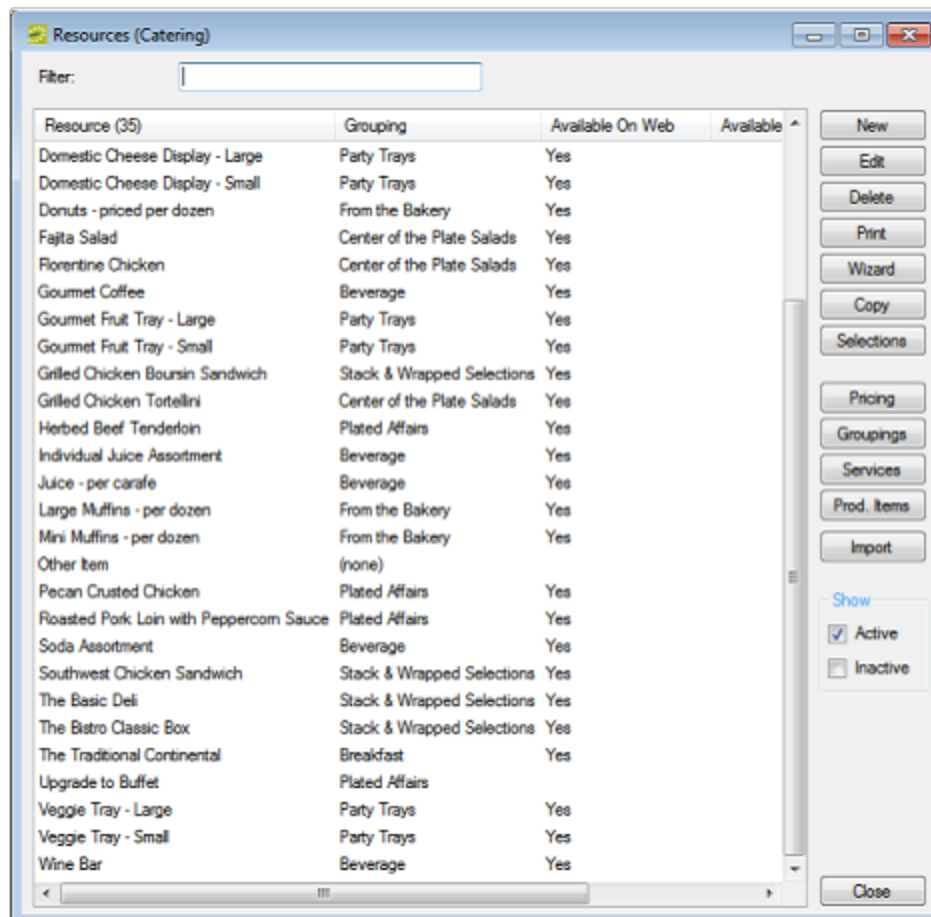 Resources (Catering)
Filter:
Resource (35) Grouping Available On Web Available
Domestic Cheese Display - Large Party Trays Yes
Domestic Cheese Display - Small Party Trays Yes
Donuts - priced per dozen From the Bakery Yes
Fajita Salad Center of the Plate Salads Yes
Florentine Chicken Center of the Plate Salads Yes
Gourmet Coffee Beverage Yes
Gourmet Fruit Tray - Large Party Trays Yes
Gourmet Fruit Tray - Small Party Trays Yes
Grilled Chicken Boursin Sandwich Stack & Wrapped Selections Yes
Grilled Chicken Tortellini Center of the Plate Salads Yes
Herbed Beef Tenderloin Plated Affairs Yes
Individual Juice Assortment Beverage Yes
Juice - per carafe Beverage Yes
Large Muffins - per dozen From the Bakery Yes
Mini Muffins - per dozen From the Bakery Yes
Other Item (none)
Pecan Crusted Chicken Plated Affairs Yes
Roasted Pork Loin with Peppercorn Sauce Plated Affairs Yes
Soda Assortment Beverage Yes
Southwest Chicken Sandwich Stack & Wrapped Selections Yes
The Basic Deli Stack & Wrapped Selections Yes
The Bistro Classic Box Stack & Wrapped Selections Yes
The Traditional Continental Breakfast Yes
Upgrade to Buffet Plated Affairs
Veggie Tray - Large Party Trays Yes
Veggie Tray - Small Party Trays Yes
Wine Bar Beverage Yes
New
Edit
Delete
Print
Wizard
Copy
Selections
Pricing
Groupings
Services
Prod. Items
Import
Show
Active
Inactive
Close